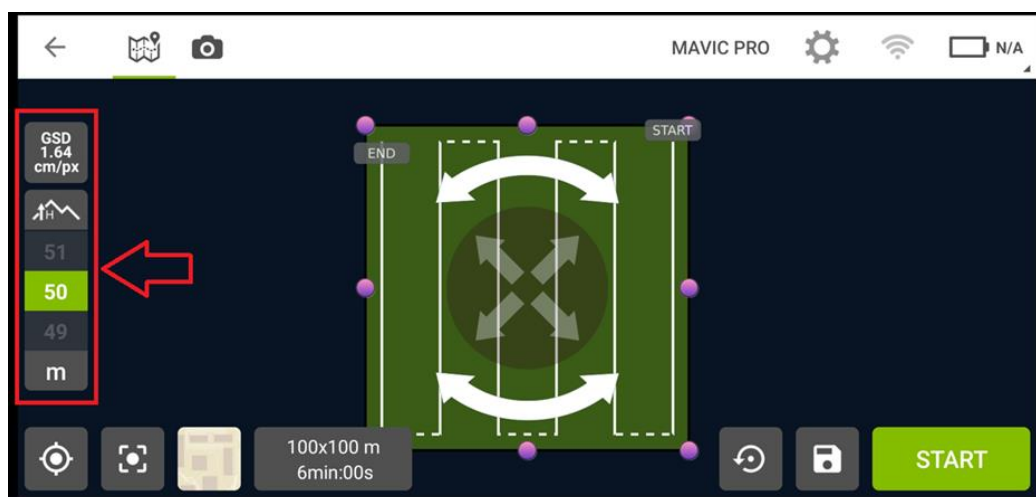 MAVIC PRO
N/A
GSD
1.64
cm/px
H
51
50
49
m
END
START
100x100 m
6min:00s
START